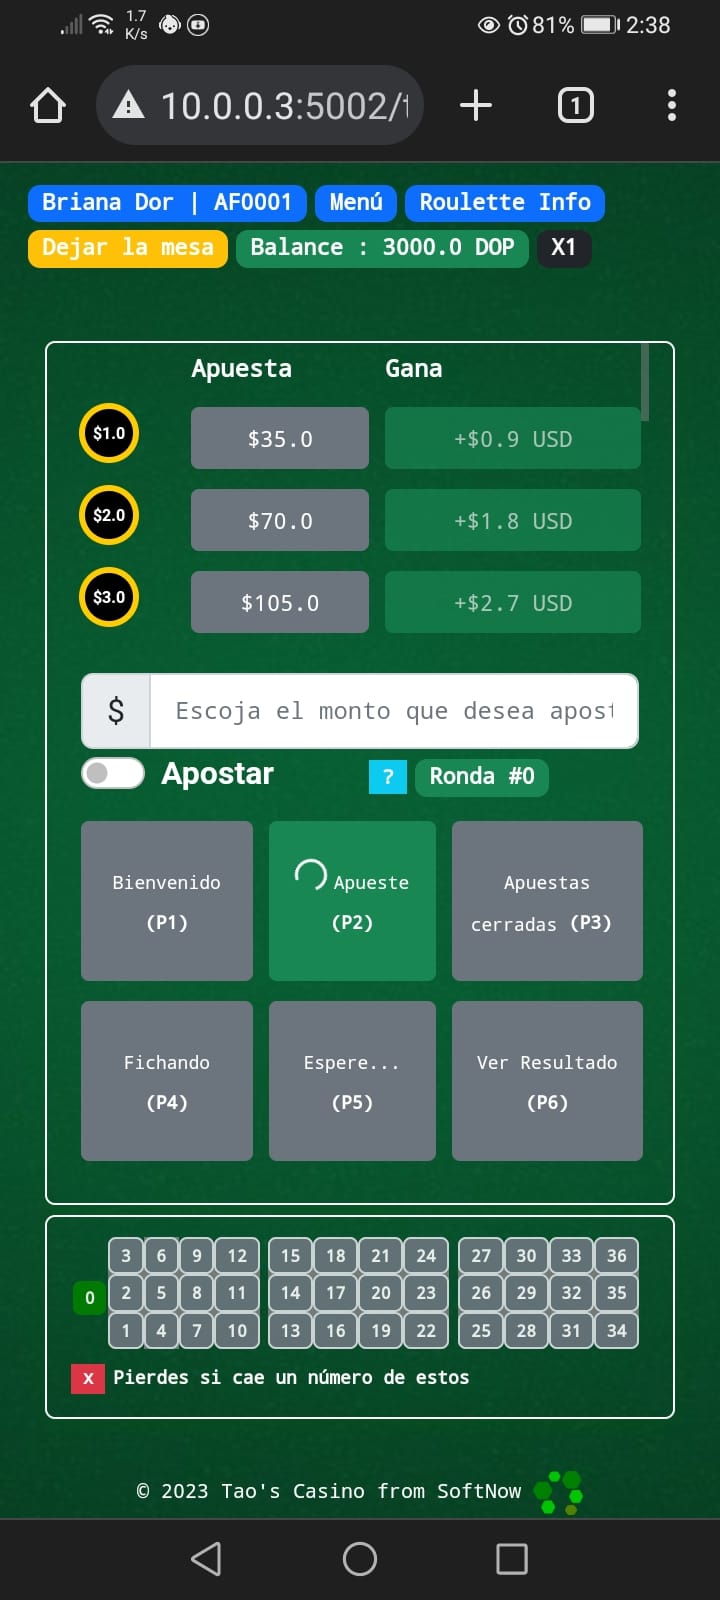 1.7
K/s
81%
2:38
10.0.0.3:5002/
1
Briana Dor | AF0001
Menú
Roulette Info
Dejar la mesa
Balance : 3000.0 DOP
X1
Apuesta
Gana
$1.0
$35.0
+$0.9 USD
$2.0
$70.0
+$1.8 USD
$3.0
$105.0
+$2.7 USD
$
Escoja el monto que desea apost
Apostar
?
Ronda #0
Bienvenido
(P1)
Apueste
(P2)
Apuestas
cerradas (P3)
Fichando
(P4)
Espere...
(P5)
Ver Resultado
(P6)
3 6 9 12 15 18 21 24 27 30 33 36
0 2 5 8 11 14 17 20 23 26 29 32 35
1 4 7 10 13 16 19 22 25 28 31 34
x Pierdes si cae un número de estos
© 2023 Tao's Casino from SoftNow